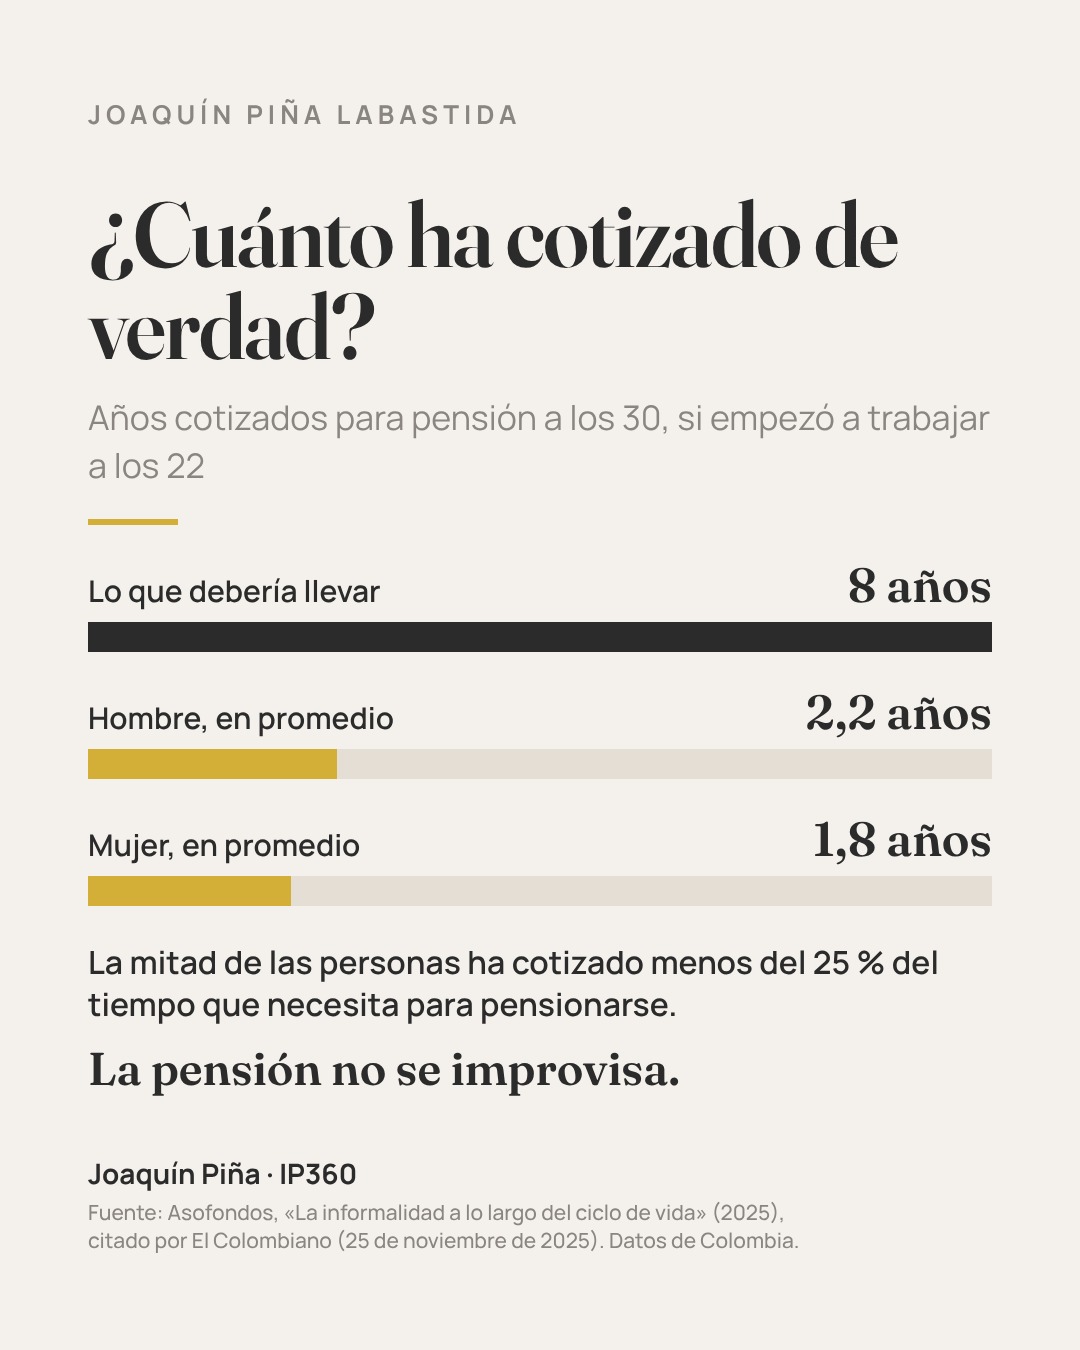 JOAQUÍN PIÑA LABASTIDA
¿Cuánto ha cotizado de
verdad?
Años cotizados para pensión a los 30, si empezó a trabajar
a los 22
Lo que debería llevar
8 años
Hombre, en promedio
2,2 años
Mujer, en promedio
1,8 años
La mitad de las personas ha cotizado menos del 25 % del
tiempo que necesita para pensionarse.
La pensión no se improvisa.
Joaquín Piña · IP360
Fuente: Asofondos, «La informalidad a lo largo del ciclo de vida» (2025),
citado por El Colombiano (25 de noviembre de 2025). Datos de Colombia.